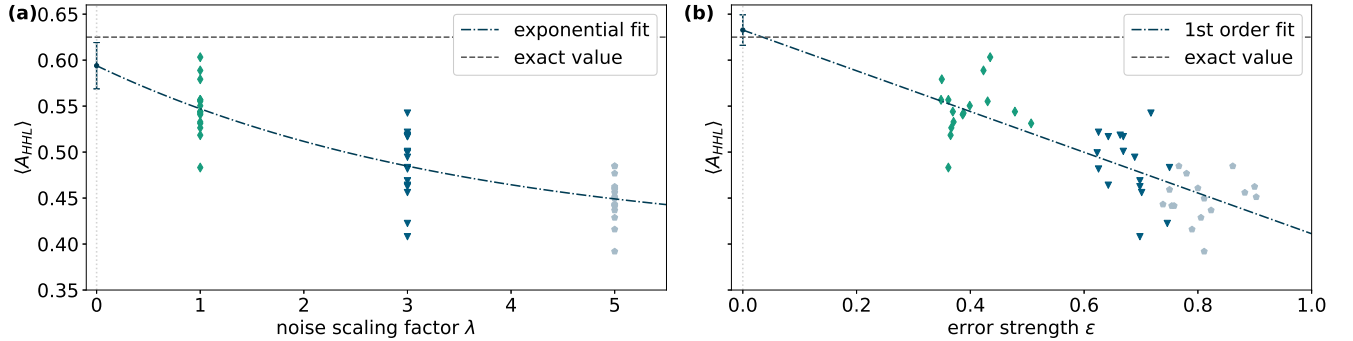 (a)
0.65
0.60
0.55
0.50
0.45
0.40
0.35
⟨A_HHL⟩
exponential fit
exact value
0 1 2 3 4 5
noise scaling factor λ
(b)
⟨A_HHL⟩
1st order fit
exact value
0.0 0.2 0.4 0.6 0.8 1.0
error strength ε